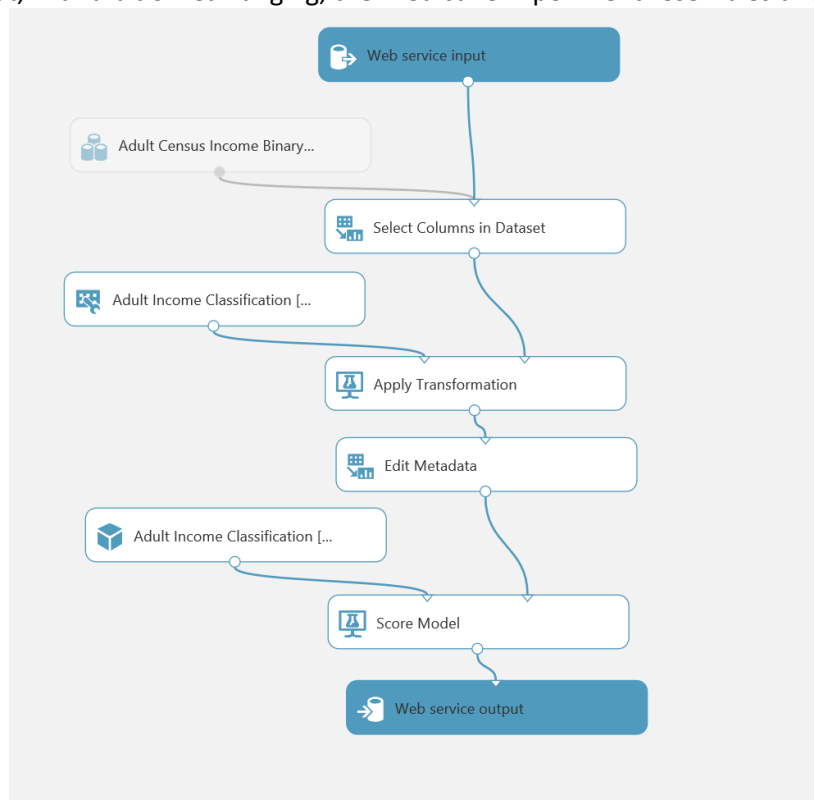 Web service input
Adult Census Income Binary...
Select Columns in Dataset
Adult Income Classification [...
Apply Transformation
Edit Metadata
Adult Income Classification [...
Score Model
Web service output